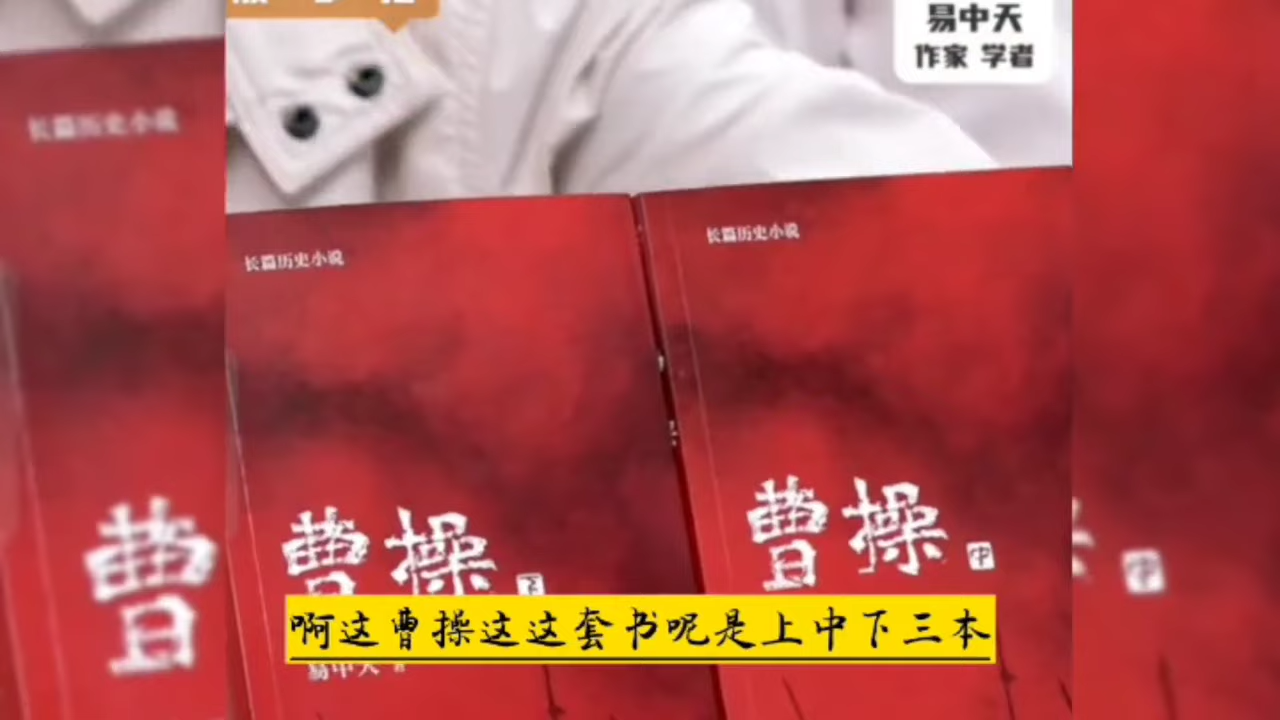 易中天
作家 学者
长篇历史小说
长篇历史小说
长篇历史小说
曹操 下
曹操 中
曹
中
啊这曹操这这套书呢是上中下三本
易中天 著